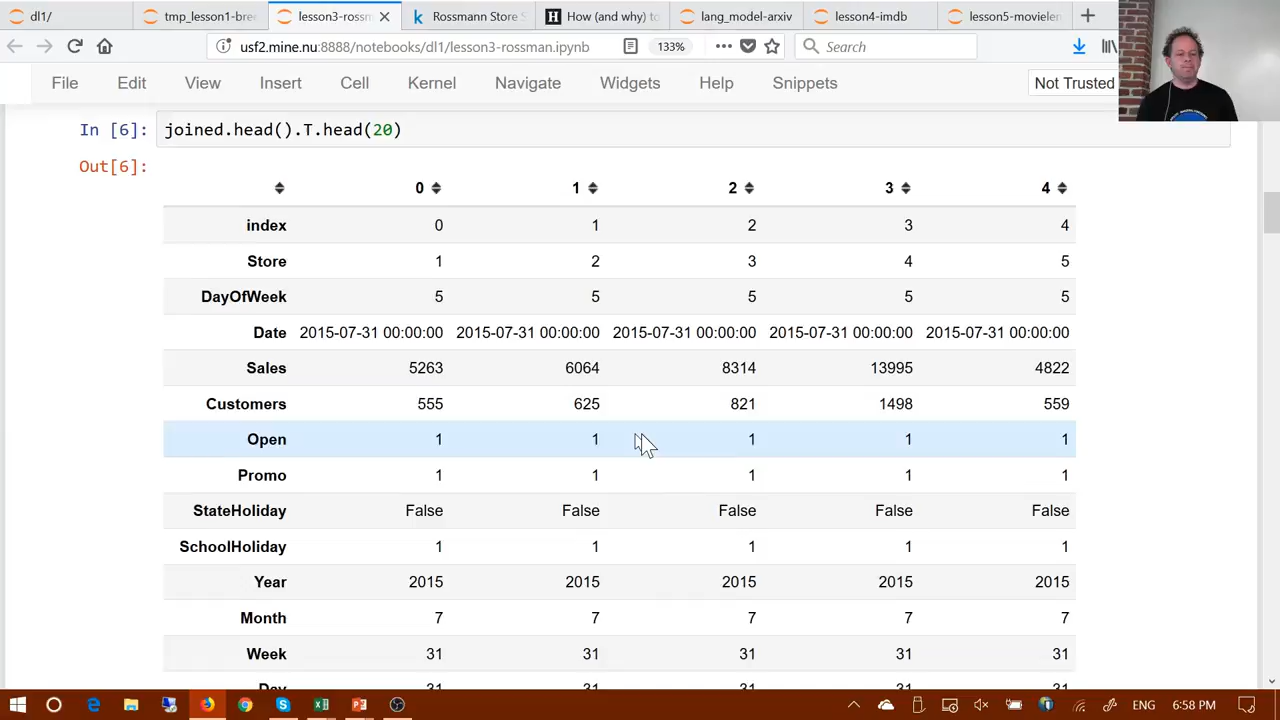 dl1/ tmp_lesson1-bre lesson3-rossm Rossmann Store S How (and why) to lang_model-arxiv lesson4-imdb lesson5-movie
usf2.mine.nu:8888/notebooks/dl1/lesson3-rossman.ipynb 133% Search
File Edit View Insert Cell Kernel Navigate Widgets Help Snippets Not Trusted
In [6]: joined.head().T.head(20)
Out[6]:
0 1 2 3 4
index 0 1 2 3 4
Store 1 2 3 4 5
DayOfWeek 5 5 5 5 5
Date 2015-07-31 00:00:00 2015-07-31 00:00:00 2015-07-31 00:00:00 2015-07-31 00:00:00 2015-07-31 00:00:00
Sales 5263 6064 8314 13995 4822
Customers 555 625 821 1498 559
Open 1 1 1 1 1
Promo 1 1 1 1 1
StateHoliday False False False False False
SchoolHoliday 1 1 1 1 1
Year 2015 2015 2015 2015 2015
Month 7 7 7 7 7
Week 31 31 31 31 31
Day 31 31 31 31 31
ENG 6:58 PM